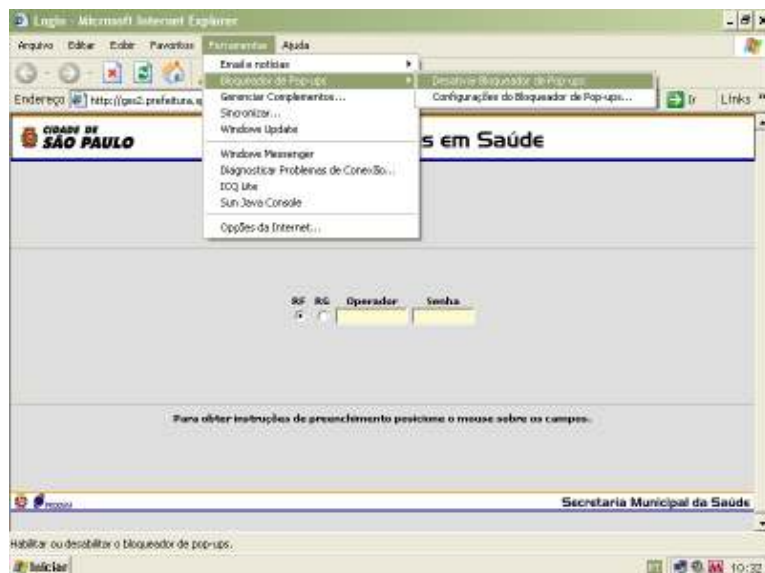 Login - Microsoft Internet Explorer
Arquivo Editar Exibir Favoritos Ferramentas Ajuda
Email e notícias
Bloqueador de Pop-ups
Desativar Bloqueador de Pop-ups
Gerenciar Complementos...
Configurações do Bloqueador de Pop-ups...
Endereço http://ges2.prefeitura.s
Ir Links
Sincronizar...
Windows Update
CIDADE DE
SÃO PAULO
s em Saúde
Windows Messenger
Diagnosticar Problemas de Conexão...
ICQ Lite
Sun Java Console
Opções da Internet...
RF RG Operador Senha
Para obter instruções de preenchimento posicione o mouse sobre os campos.
Secretaria Municipal da Saúde
Habilitar ou desabilitar o bloqueador de pop-ups.
Iniciar
10:32